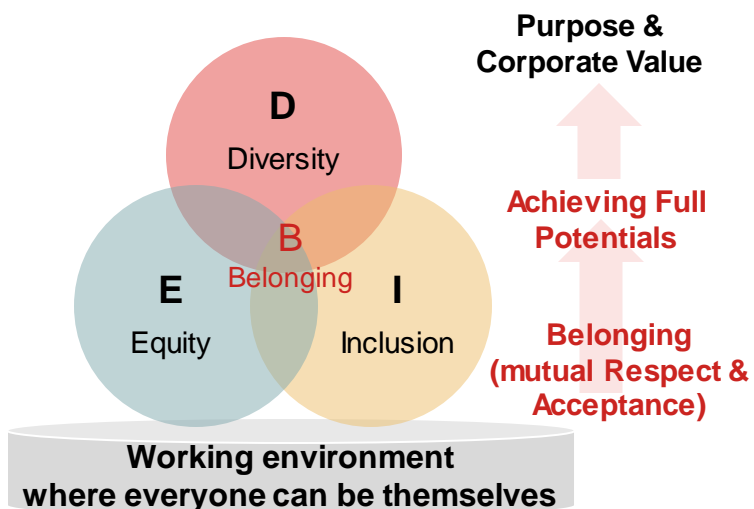 Purpose &
Corporate Value
D
Diversity
Achieving Full
Potentials
B
Belonging
E
Equity
I
Inclusion
Belonging
(mutual Respect &
Acceptance)
Working environment
where everyone can be themselves